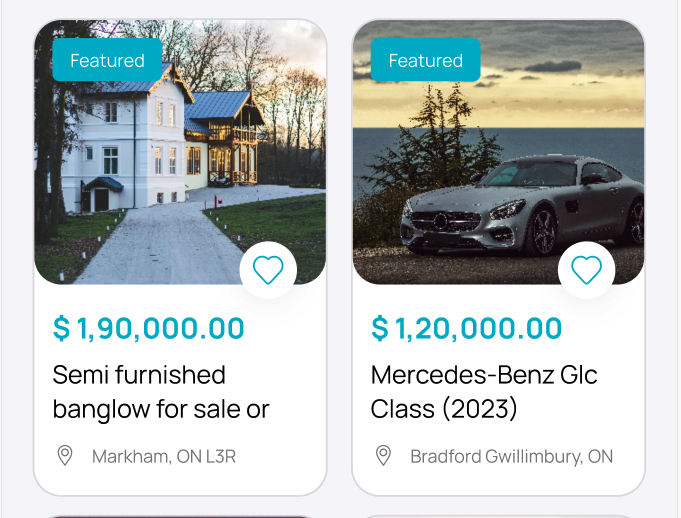 Featured
$ 1,90,000.00
Semi furnished
banglow for sale or
Markham, ON L3R
Featured
$ 1,20,000.00
Mercedes-Benz Glc
Class (2023)
Bradford Gwillimbury, ON